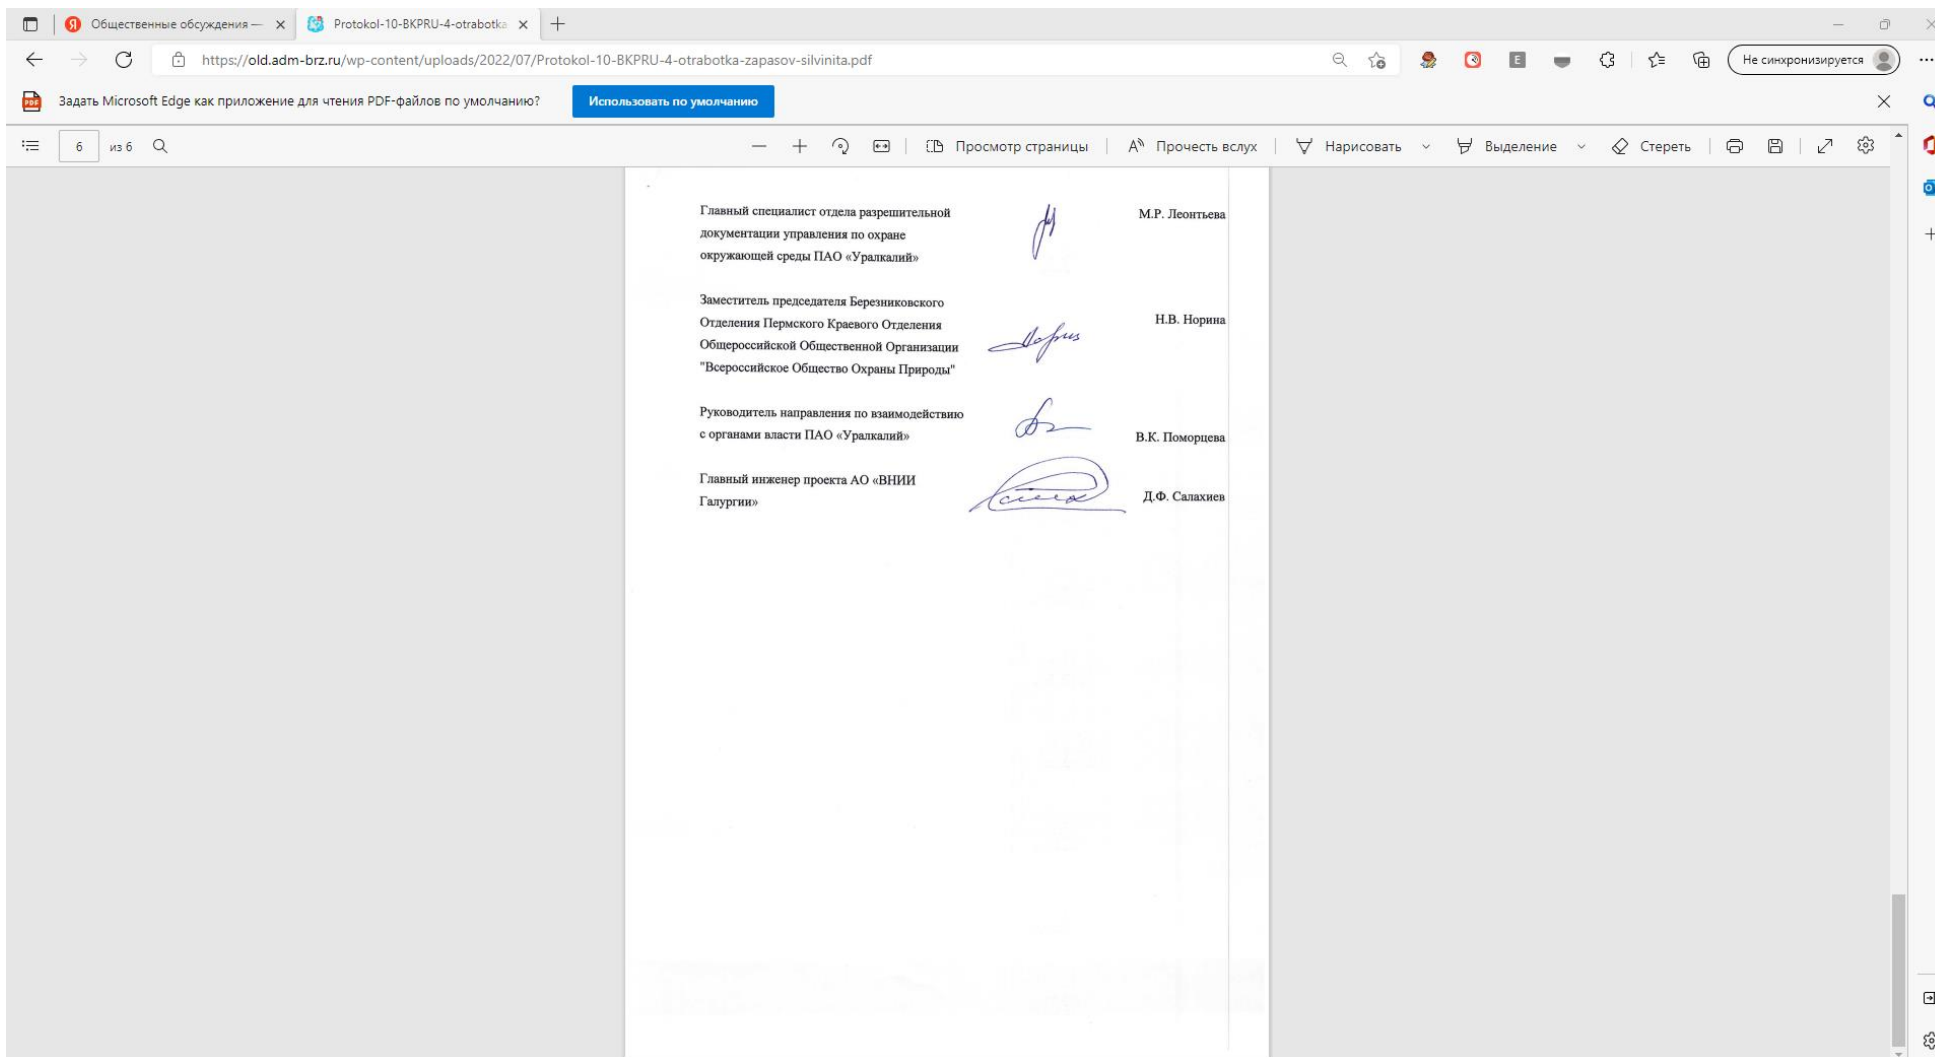 Общественные обсуждения —
Protokol-10-BKPRU-4-otrabotka
https://old.adm-brz.ru/wp-content/uploads/2022/07/Protokol-10-BKPRU-4-otrabotka-zapasov-silvinita.pdf
Не синхронизируется
Задать Microsoft Edge как приложение для чтения PDF-файлов по умолчанию?
Использовать по умолчанию
6 из 6
Просмотр страницы
Прочесть вслух
Нарисовать
Выделение
Стереть
Главный специалист отдела разрешительной М.Р. Леонтьева
документации управления по охране
окружающей среды ПАО «Уралкалий»
Заместитель председателя Березниковского
Отделения Пермского Краевого Отделения Н.В. Норина
Общероссийской Общественной Организации
"Всероссийское Общество Охраны Природы"
Руководитель направления по взаимодействию
с органами власти ПАО «Уралкалий» В.К. Поморцева
Главный инженер проекта АО «ВНИИ
Галургии» Д.Ф. Салахиев